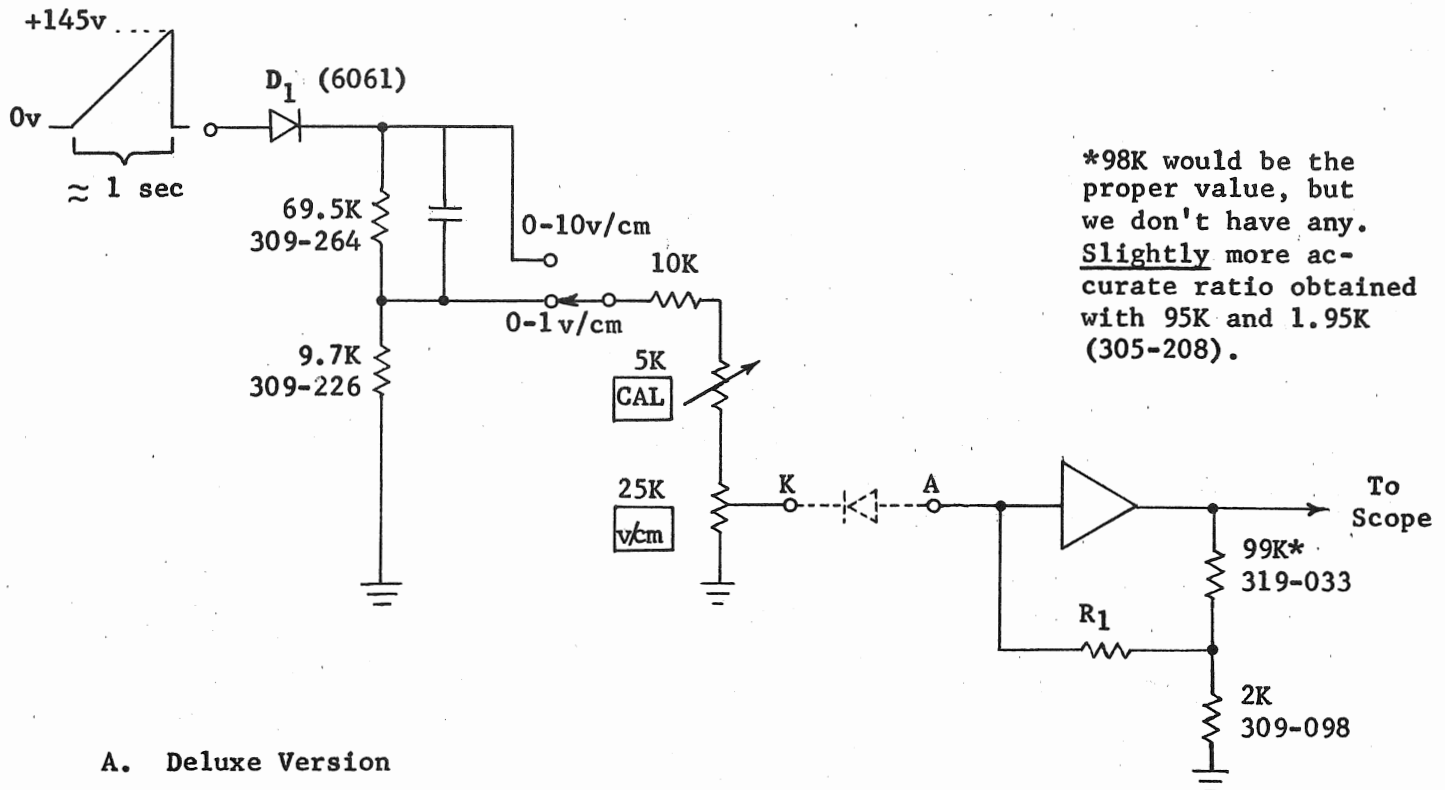 +145v
0v
≈ 1 sec
D1 (6061)
69.5K
309-264
0-10v/cm
10K
0-1v/cm
9.7K
309-226
5K
CAL
25K
v/cm
K
A
*98K would be the
proper value, but
we don't have any.
Slightly more ac-
curate ratio obtained
with 95K and 1.95K
(305-208).
To
Scope
99K*
319-033
R1
2K
309-098
A. Deluxe Version